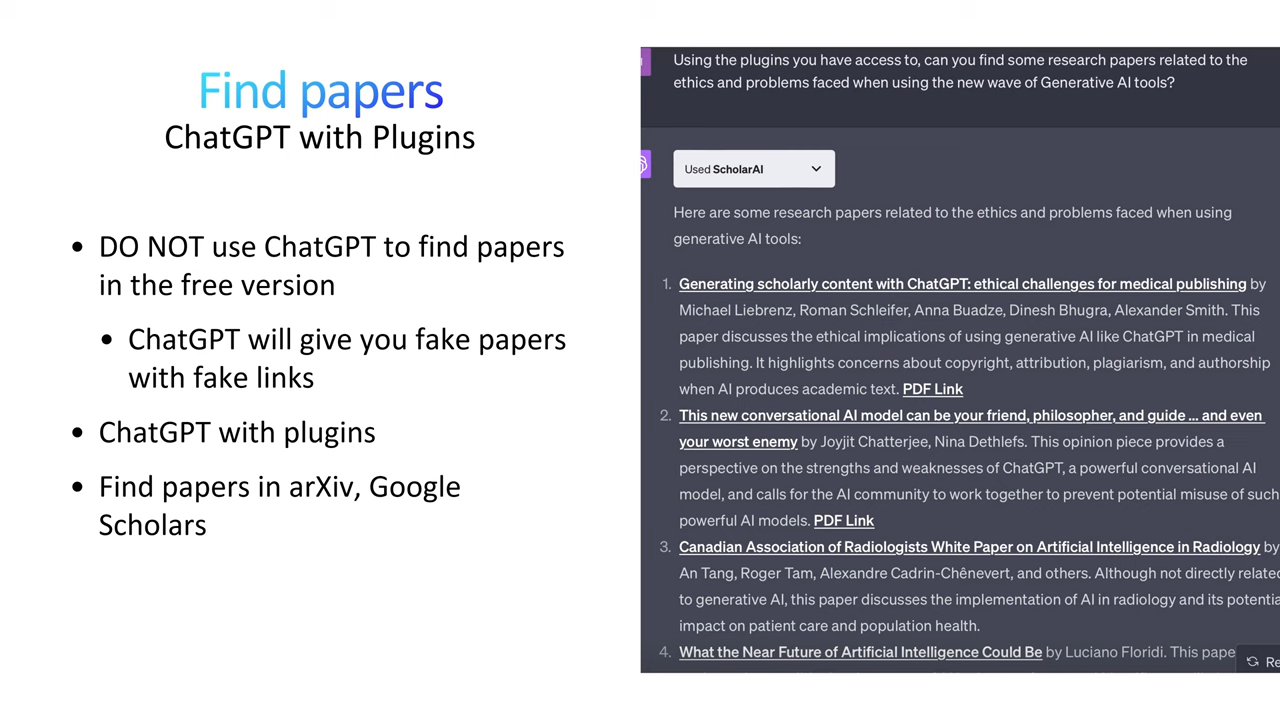 Find papers
ChatGPT with Plugins
• DO NOT use ChatGPT to find papers
in the free version
• ChatGPT will give you fake papers
with fake links
• ChatGPT with plugins
• Find papers in arXiv, Google
Scholars
Using the plugins you have access to, can you find some research papers related to the
ethics and problems faced when using the new wave of Generative AI tools?
Used ScholarAI
Here are some research papers related to the ethics and problems faced when using
generative AI tools:
1. Generating scholarly content with ChatGPT: ethical challenges for medical publishing by
Michael Liebrenz, Roman Schleifer, Anna Buadze, Dinesh Bhugra, Alexander Smith. This
paper discusses the ethical implications of using generative AI like ChatGPT in medical
publishing. It highlights concerns about copyright, attribution, plagiarism, and authorship
when AI produces academic text. PDF Link
2. This new conversational AI model can be your friend, philosopher, and guide ... and even
your worst enemy by Joyjit Chatterjee, Nina Dethlefs. This opinion piece provides a
perspective on the strengths and weaknesses of ChatGPT, a powerful conversational AI
model, and calls for the AI community to work together to prevent potential misuse of such
powerful AI models. PDF Link
3. Canadian Association of Radiologists White Paper on Artificial Intelligence in Radiology by
An Tang, Roger Tam, Alexandre Cadrin-Chênevert, and others. Although not directly related
to generative AI, this paper discusses the implementation of AI in radiology and its potentia
impact on patient care and population health.
4. What the Near Future of Artificial Intelligence Could Be by Luciano Floridi. This pape
Re